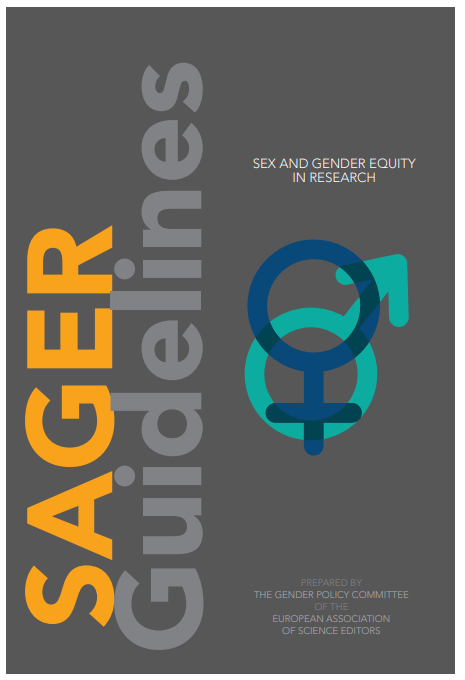 SAGER
Guidelines
SEX AND GENDER EQUITY
IN RESEARCH
PREPARED BY
THE GENDER POLICY COMMITTEE
OF THE
EUROPEAN ASSOCIATION
OF SCIENCE EDITORS